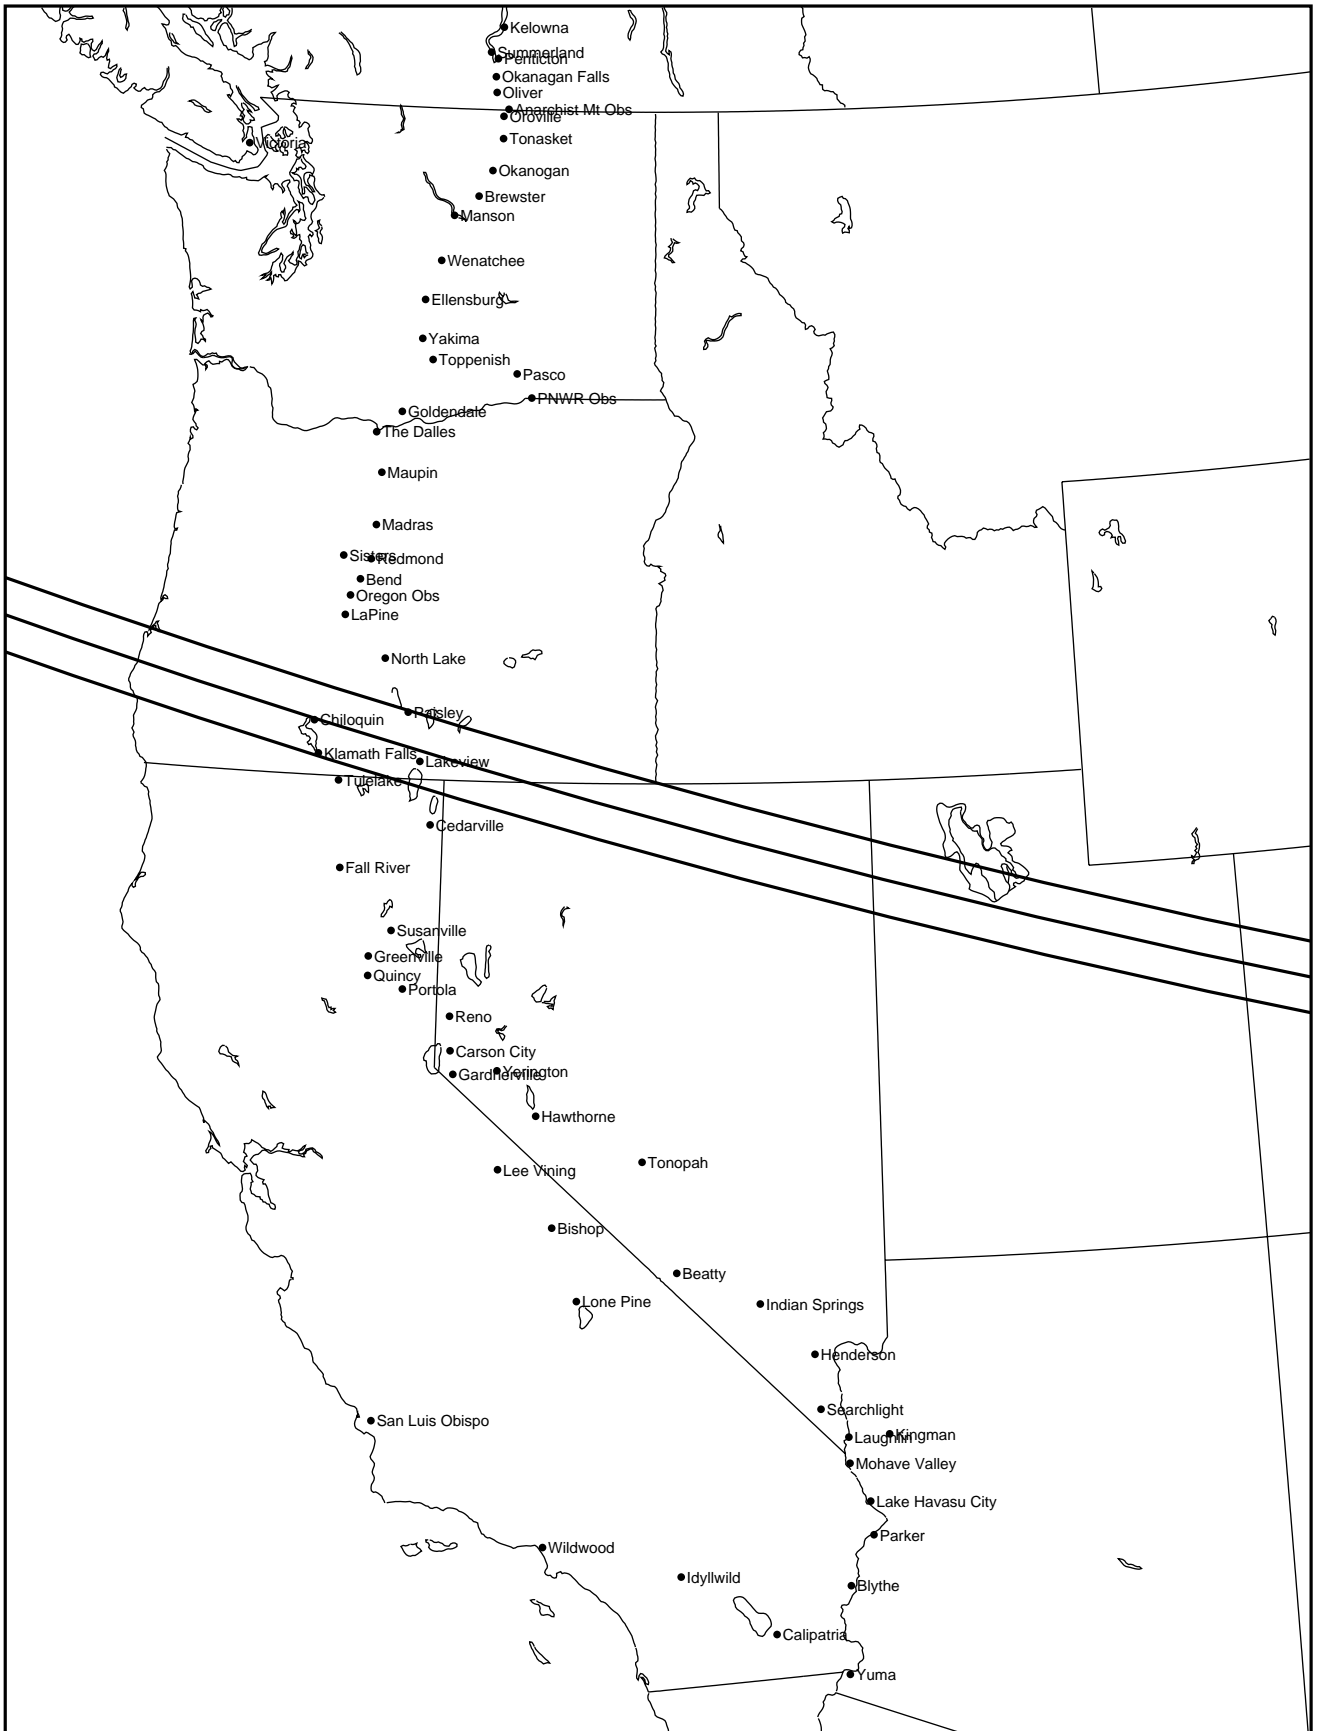 Kelowna
Summerland
Penticton
Okanagan Falls
Oliver
Anarchist Mt Obs
Oroville
Tonasket
Victoria
Okanogan
Brewster
Manson
Wenatchee
Ellensburg
Yakima
Toppenish
Pasco
PNWR Obs
Goldendale
The Dalles
Maupin
Madras
Sisters
Redmond
Bend
Oregon Obs
LaPine
North Lake
Paisley
Chiloquin
Klamath Falls
Lakeview
Tulelake
Cedarville
Fall River
Susanville
Greenville
Quincy
Portola
Reno
Carson City
Yerington
Gardnerville
Hawthorne
Tonopah
Lee Vining
Bishop
Beatty
Lone Pine
Indian Springs
Henderson
Searchlight
San Luis Obispo
Kingman
Laughlin
Mohave Valley
Lake Havasu City
Parker
Wildwood
Idyllwild
Blythe
Calipatria
Yuma